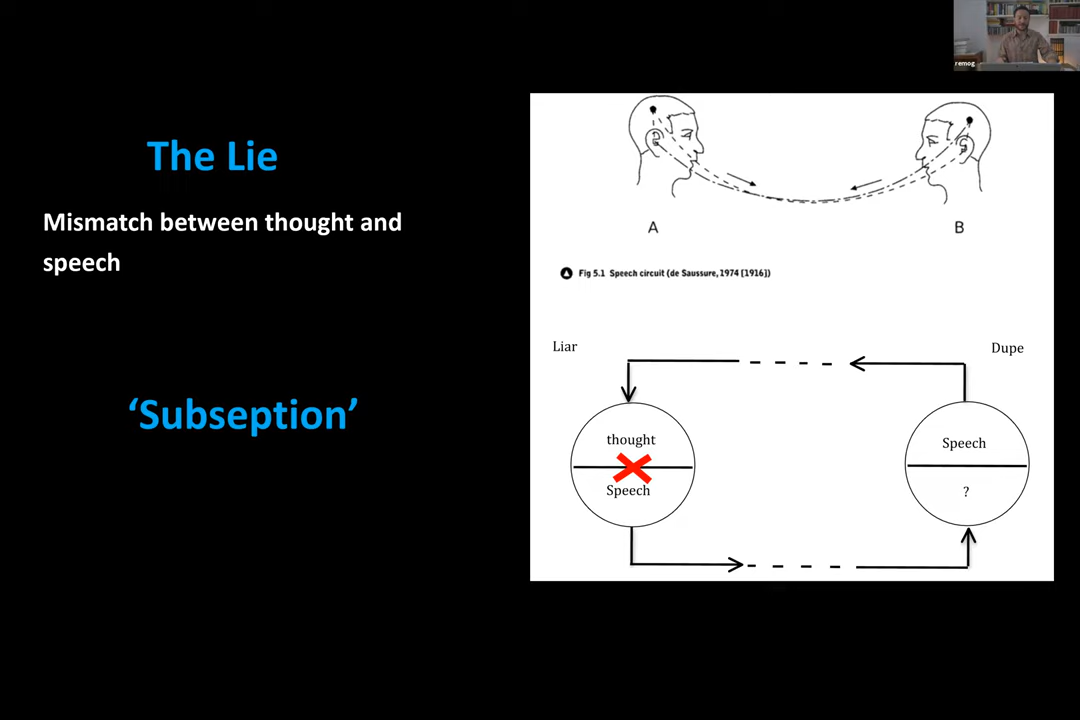 remog
The Lie
Mismatch between thought and
speech
‘Subseption’
A
B
Fig 5.1 Speech circuit (de Saussure, 1974 [1916])
Liar
Dupe
thought
Speech
Speech
?